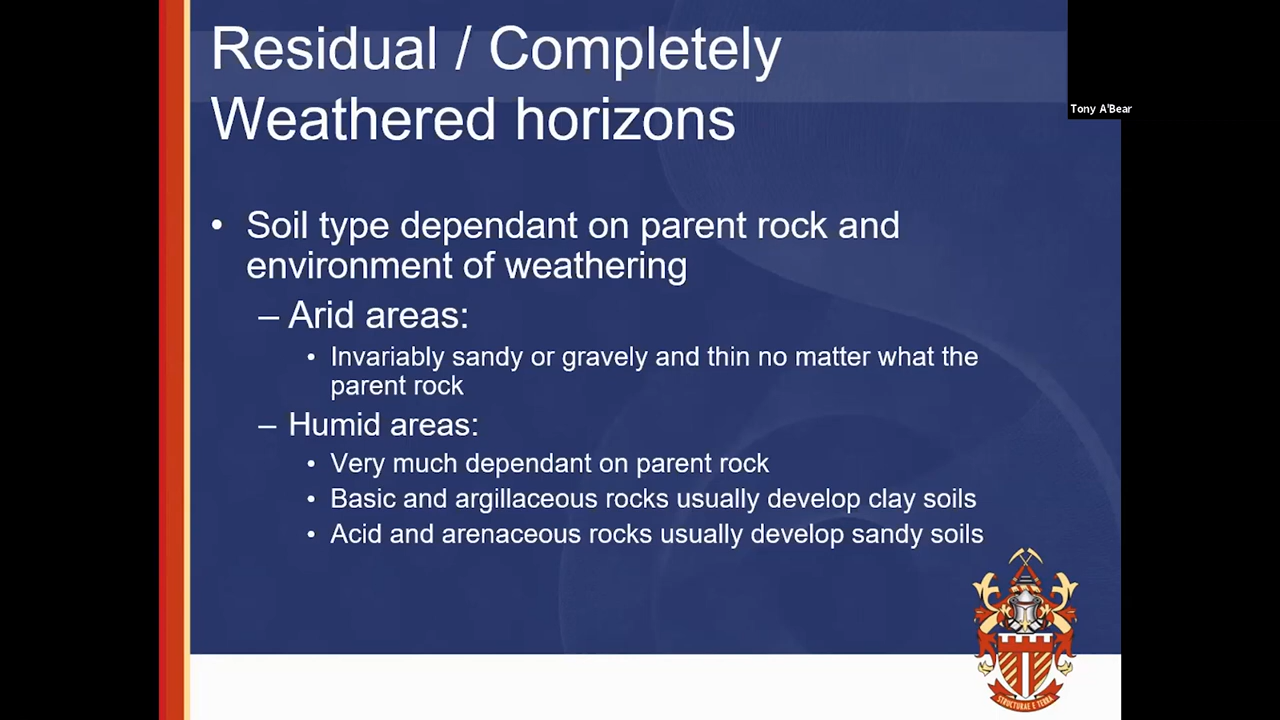 Residual / Completely
Weathered horizons
Tony A'Bear
• Soil type dependant on parent rock and
environment of weathering
– Arid areas:
• Invariably sandy or gravely and thin no matter what the
parent rock
– Humid areas:
• Very much dependant on parent rock
• Basic and argillaceous rocks usually develop clay soils
• Acid and arenaceous rocks usually develop sandy soils
STRUCTURAE E TERRA